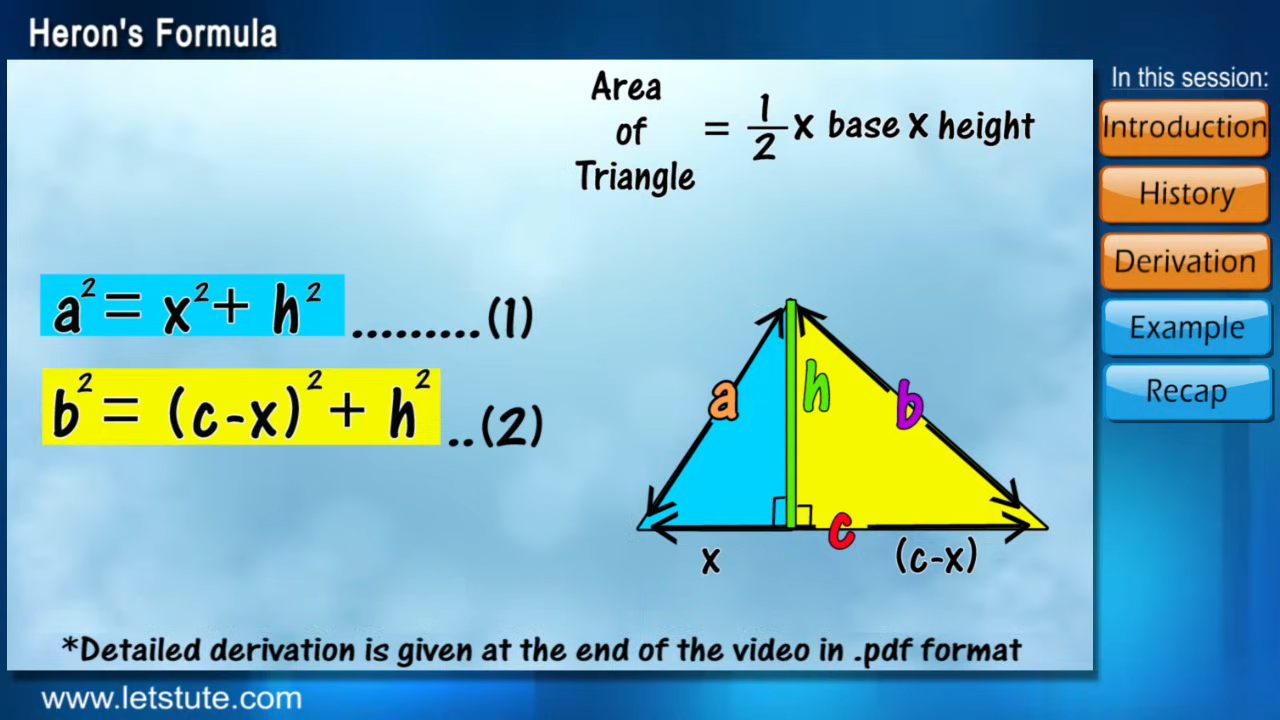 Heron's Formula
In this session:
Introduction
History
Derivation
Example
Recap
Area
of
Triangle
= 1/2 x base x height
a² = x² + h² .........(1)
b² = (c-x)² + h² ..(2)
a
h
b
c
x
(c-x)
*Detailed derivation is given at the end of the video in .pdf format
www.letstute.com